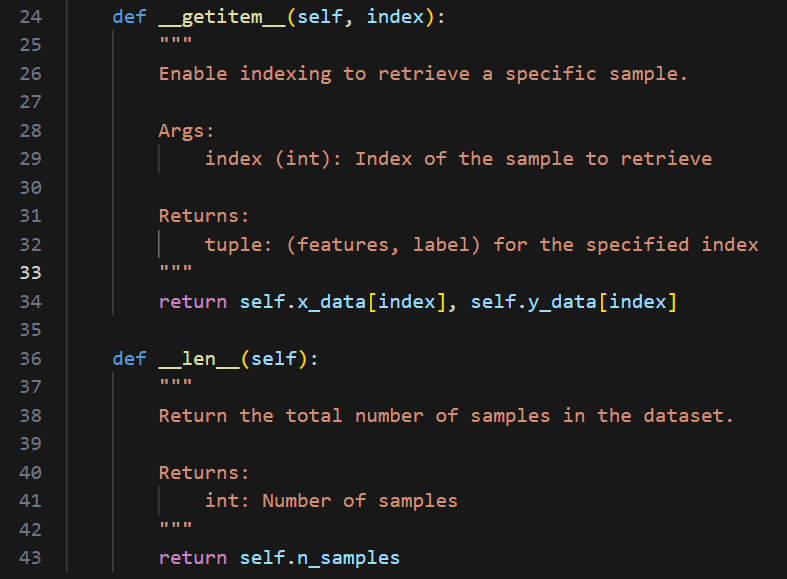 24 def __getitem__(self, index):
25 """
26 Enable indexing to retrieve a specific sample.
27
28 Args:
29 index (int): Index of the sample to retrieve
30
31 Returns:
32 tuple: (features, label) for the specified index
33 """
34 return self.x_data[index], self.y_data[index]
35
36 def __len__(self):
37 """
38 Return the total number of samples in the dataset.
39
40 Returns:
41 int: Number of samples
42 """
43 return self.n_samples